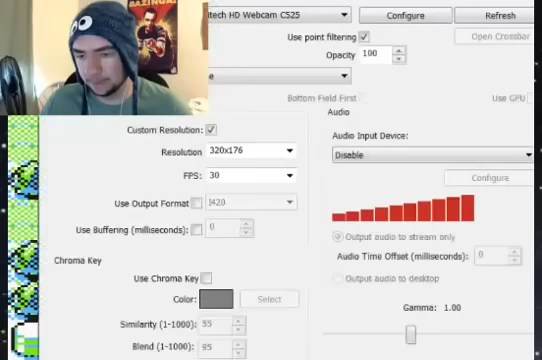 BAZINGA!
itech HD Webcam C525
Configure
Refresh
Use point filtering
Open Crossbar
Opacity
100
e
Bottom Field First
Use GPU
Custom Resolution:
Resolution
320x176
FPS:
30
Use Output Format
I420
Use Buffering (milliseconds):
0
Audio
Audio Input Device:
Disable
Configure
Output audio to stream only
Audio Time Offset (milliseconds):
0
Output audio to desktop
Chroma Key
Use Chroma Key
Color:
Select
Similarity (1-1000):
55
Blend (1-1000):
95
Gamma:
1.00